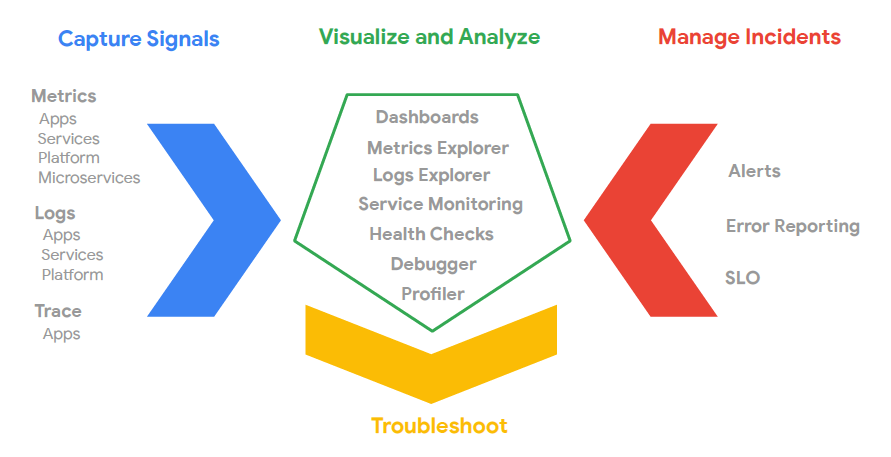 Capture Signals
Visualize and Analyze
Manage Incidents
Metrics
Apps
Services
Platform
Microservices
Logs
Apps
Services
Platform
Trace
Apps
Dashboards
Metrics Explorer
Logs Explorer
Service Monitoring
Health Checks
Debugger
Profiler
Alerts
Error Reporting
SLO
Troubleshoot